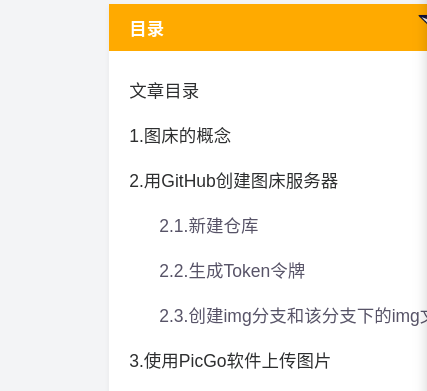 目录
文章目录
1.图床的概念
2.用GitHub创建图床服务器
2.1.新建仓库
2.2.生成Token令牌
2.3.创建img分支和该分支下的img
3.使用PicGo软件上传图片